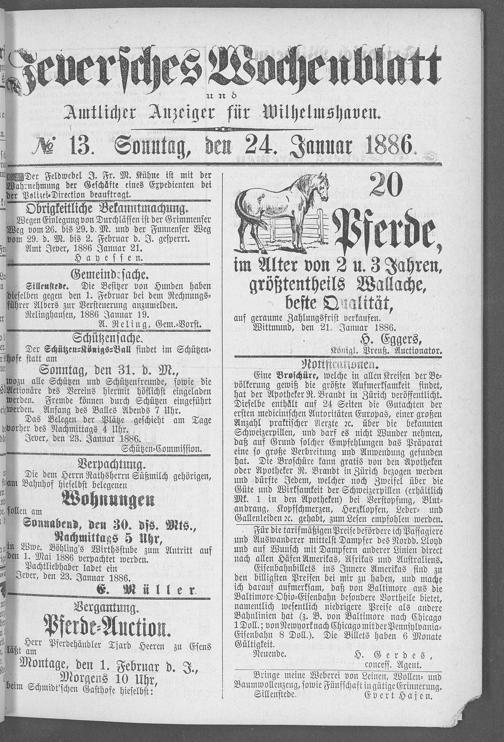 Jeversches Wochenblatt
und
Amtlicher Anzeiger für Wilhelmshaven.
№ 13. Sonntag, den 24. Januar 1886.
Der Feldwebel J. Fr. M. Kühne ist mit der
Wahrnehmung der Geschäfte eines Expedienten bei
der Polizei-Direction beauftragt.
Obrigkeitliche Bekanntmachung.
Wegen Einlegung von Durchlässen ist der Grimmenser
Weg vom 26. bis 29. d. M. und der Funnenser Weg
vom 29. d. M. bis 2. Februar d. J. gesperrt.
Amt Jever, 1886 Januar 21.
Hayessen.
Gemeindesache.
Sillenstede. Die Besitzer von Hunden haben
dieselben gegen den 1. Februar bei dem Rechnungs-
führer Albers zur Versteuerung anzumelden.
Relinghausen, 1886 Januar 19.
A. Reling, Gem.-Vorst.
Schützensache.
Der Schützen-Königs-Ball findet im Schützen-
hofe statt am
Sonntag, den 31. d. M.,
wozu alle Schützen und Schützenfreunde, sowie die
Actionäre des Vereins hiermit höflichst eingeladen
werden. Fremde können durch Schützen eingeführt
werden. Anfang des Balles Abends 7 Uhr.
Das Belegen der Plätze geschieht am Tage
vorher des Nachmittags 4 Uhr.
Jever, den 23. Januar 1886.
Schützen-Commission.
Verpachtung.
Die dem Herrn Rathsherrn Süßmilch gehörigen,
am Bahnhof hieselbst belegenen
Wohnungen
sollen am
Sonnabend, den 30. dss. Mts.,
Nachmittags 5 Uhr,
in Wwe. Böhling's Wirthsstube zum Antritt auf
den 1. Mai 1886 verpachtet werden.
Pachtliebhaber ladet ein
Jever, den 23. Januar 1886.
E. Müller
Vergantung.
Pferde-Auction.
Herr Pferdehändler Tjard Heeren zu Esens
läßt am
Montage, den 1. Februar d. J.,
Morgens 10 Uhr,
beim Schmidt'schen Gasthofe hieselbst:
20
Pferde,
im Alter von 2 u. 3 Jahren,
größtentheils Wallache,
beste Qualität,
auf geraume Zahlungsfrist verkaufen.
Wittmund, den 21. Januar 1886.
H. Eggers,
Königl. Preuß. Auctionator.
Notificationen.
Eine Broschüre, welche in allen Kreisen der Be-
völkerung gewiß die größte Aufmerksamkeit findet,
hat der Apotheker R. Brandt in Zürich veröffentlicht.
Dieselbe enthält auf 24 Seiten die Gutachten der
ersten medicinischen Autoritäten Europas, einer großen
Anzahl praktischer Aerzte ꝛc. über die bekannten
Schweizerpillen, und darf es nicht Wunder nehmen,
daß auf Grund solcher Empfehlungen das Präparat
eine so große Verbreitung und Anwendung gefunden
hat. Die Broschüre kann gratis von den Apotheken
oder Apotheker R. Brandt in Zürich bezogen werden
und dürfte Jedem, welcher noch Zweifel über die
Güte und Wirksamkeit der Schweizerpillen (erhältlich
Mk. 1 in den Apotheken) bei Verstopfung, Blut-
andrang, Kopfschmerzen, Herzklopfen, Leber- und
Gallenleiden ꝛc. gehabt, zum Lesen empfohlen werden.
Für die tarifmäßigen Preise befördere ich Passagiere
und Auswanderer mittelst Dampfer des Nordd. Lloyd
und auf Wunsch mit Dampfern anderer Linien direct
nach allen Häfen Amerikas, Afrikas und Australiens.
Eisenbahnbillets ins Innere Amerikas sind zu
den billigsten Preisen bei mir zu haben, und mache
ich darauf aufmerksam, daß von Baltimore aus die
Baltimore-Ohio-Eisenbahn besondere Vortheile bietet,
namentlich wesentlich niedrigere Preise als andere
Bahnlinien hat (z. B. von Baltimore nach Chicago
1 Doll.; von Newyork nach Chicago mit der Pennsylvania-
Eisenbahn 8 Doll.). Die Billets haben 6 Monate
Gültigkeit.
Neuende. H. Gerdes,
concess. Agent.
Bringe meine Weberei von Leinen, Wollen- und
Baumwollenzeug, sowie Fünfschaft in gütige Erinnerung.
Sillenstede. Evert Hajen.